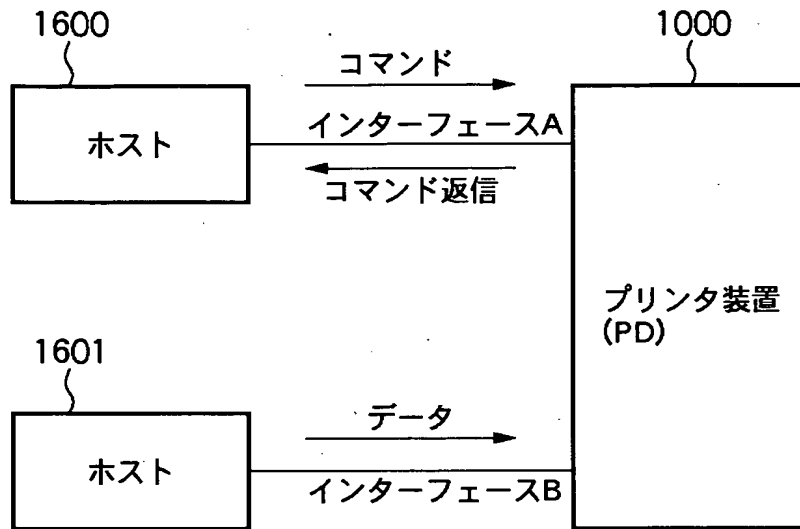 1600
1000
コマンド
ホスト
インターフェースA
コマンド返信
プリンタ装置
(PD)
1601
データ
ホスト
インターフェースB